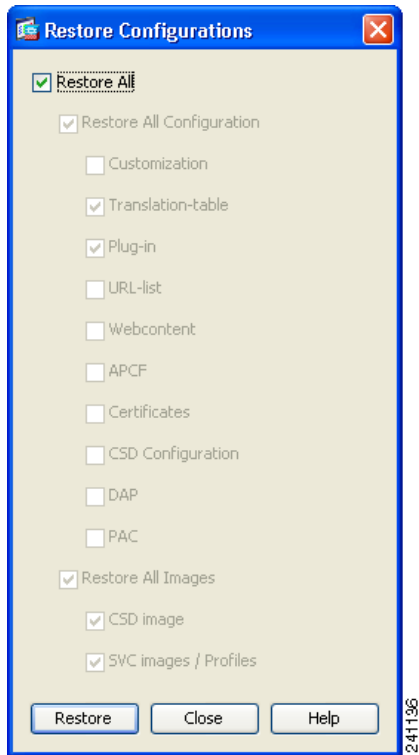 Restore Configurations
Restore All
Restore All Configuration
Customization
Translation-table
Plug-in
URL-list
Webcontent
APCF
Certificates
CSD Configuration
DAP
PAC
Restore All Images
CSD image
SVC images / Profiles
Restore Close Help
241136